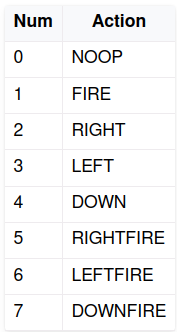 Num Action
0 NOOP
1 FIRE
2 RIGHT
3 LEFT
4 DOWN
5 RIGHTFIRE
6 LEFTFIRE
7 DOWNFIRE